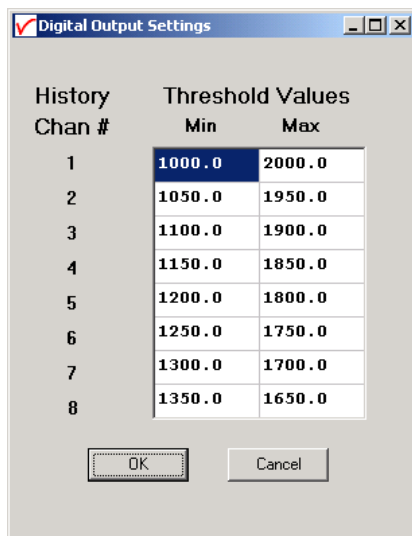 Digital Output Settings
History Threshold Values
Chan # Min Max
1 1000.0 2000.0
2 1050.0 1950.0
3 1100.0 1900.0
4 1150.0 1850.0
5 1200.0 1800.0
6 1250.0 1750.0
7 1300.0 1700.0
8 1350.0 1650.0
OK Cancel